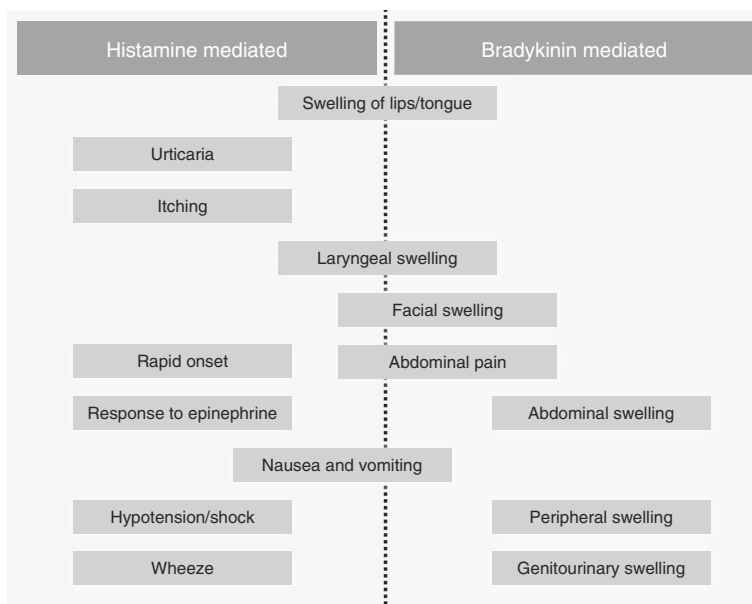 Histamine mediated
Bradykinin mediated
Swelling of lips/tongue
Urticaria
Itching
Laryngeal swelling
Facial swelling
Rapid onset
Abdominal pain
Response to epinephrine
Abdominal swelling
Nausea and vomiting
Hypotension/shock
Peripheral swelling
Wheeze
Genitourinary swelling